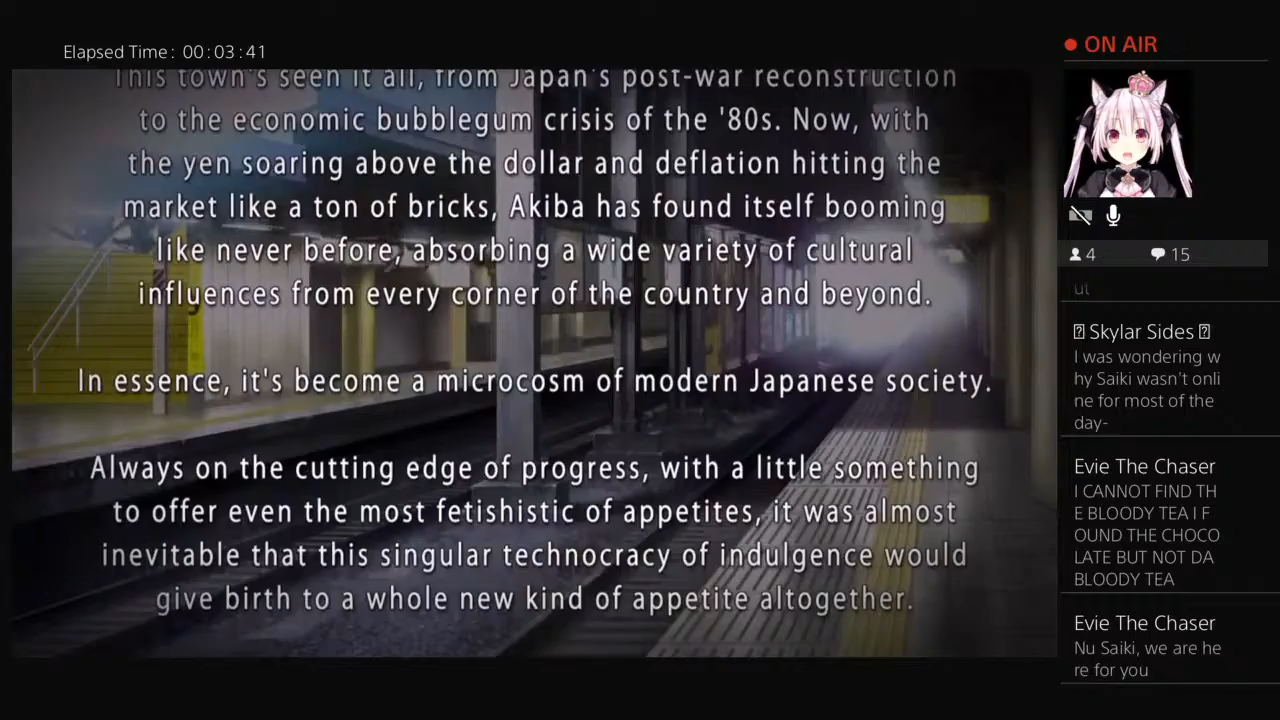 Elapsed Time: 00:03:41
ON AIR
This town's seen it all, from Japan's post-war reconstruction
to the economic bubblegum crisis of the '80s. Now, with
the yen soaring above the dollar and deflation hitting the
market like a ton of bricks, Akiba has found itself booming
like never before, absorbing a wide variety of cultural
influences from every corner of the country and beyond.
In essence, it's become a microcosm of modern Japanese society.
Always on the cutting edge of progress, with a little something
to offer even the most fetishistic of appetites, it was almost
inevitable that this singular technocracy of indulgence would
give birth to a whole new kind of appetite altogether.
4 15
ut
Skylar Sides
I was wondering w
hy Saiki wasn't onli
ne for most of the
day-
Evie The Chaser
I CANNOT FIND TH
E BLOODY TEA I F
OUND THE CHOCO
LATE BUT NOT DA
BLOODY TEA
Evie The Chaser
Nu Saiki, we are he
re for you